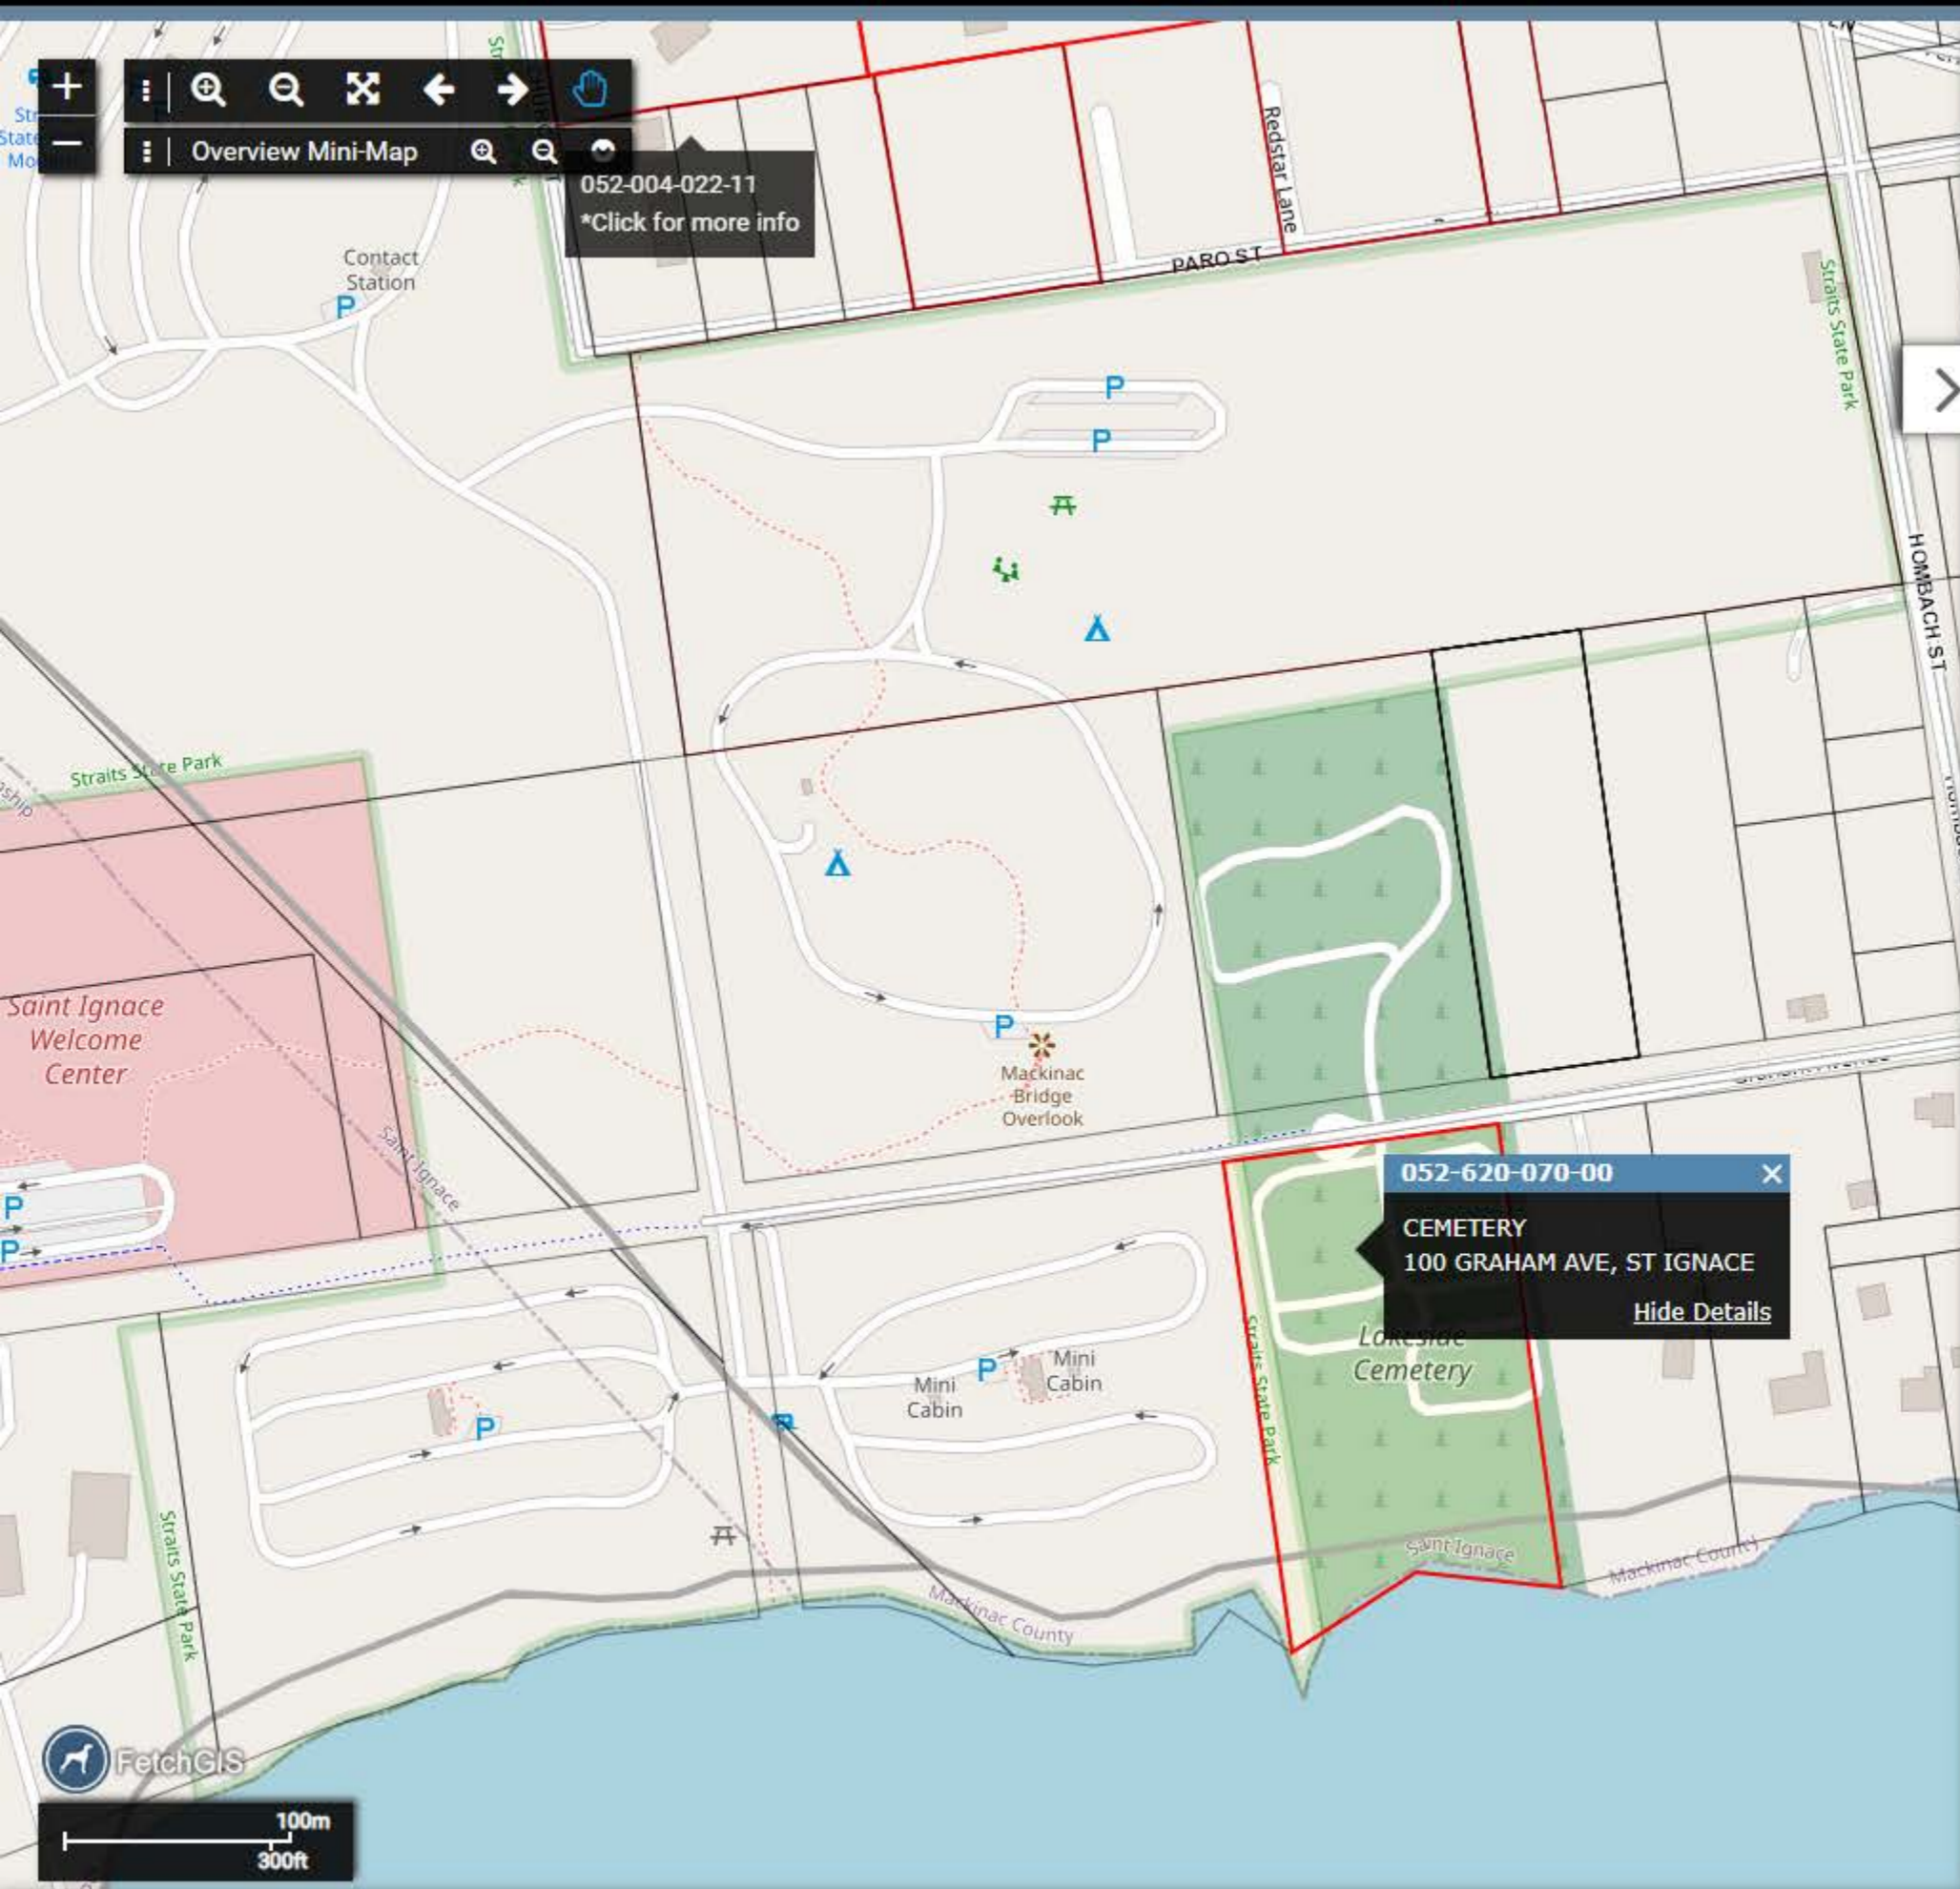 Overview Mini-Map
052-004-022-11
*Click for more info
Redstar Lane
PARO ST
Contact
Station
P
Straits State Park
P
P
HOMBACH ST
Straits State Park
Saint Ignace
Welcome
Center
P
Mackinac
Bridge
Overlook
Saint Ignace
P
P
052-620-070-00
CEMETERY
100 GRAHAM AVE, ST IGNACE
Hide Details
Lakeside
Cemetery
Straits State Park
Mini
Cabin
P
Mini
Cabin
P
Straits State Park
Saint Ignace
Mackinac County
Mackinac County
FetchGIS
100m
300ft